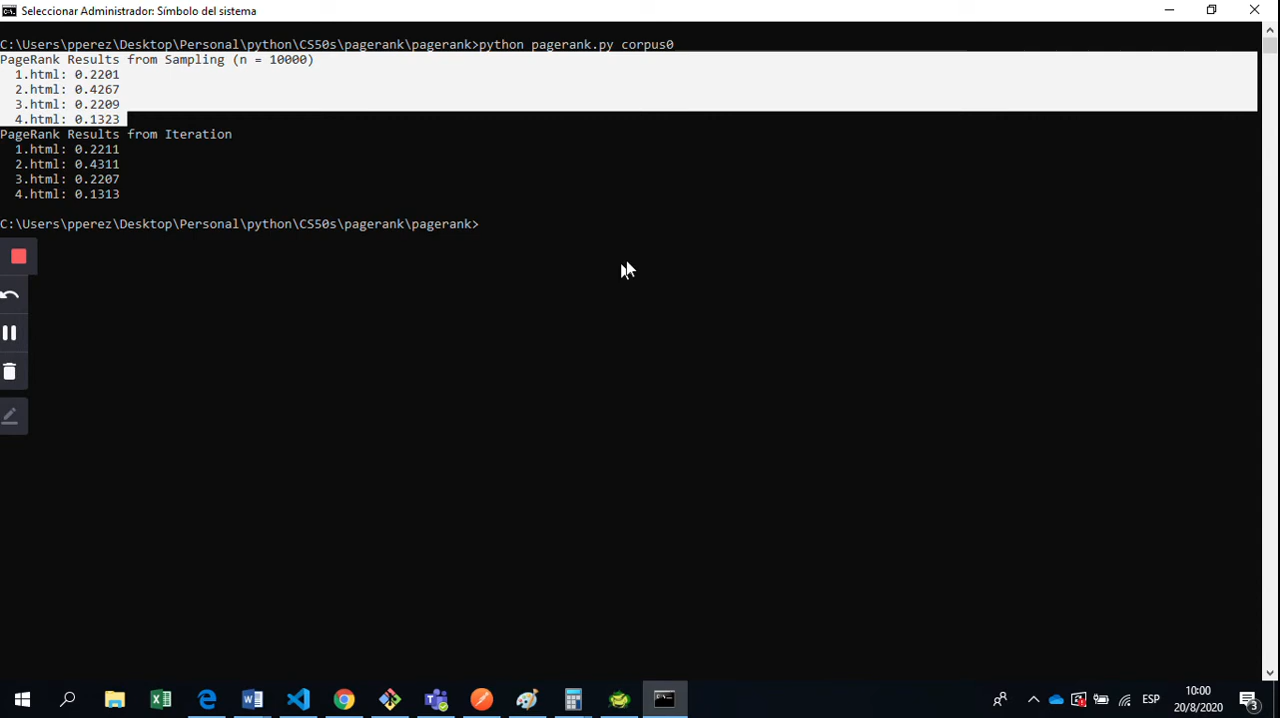 Seleccionar Administrador: Símbolo del sistema
C:\Users\pperez\Desktop\Personal\python\CS50s\pagerank\pagerank>python pagerank.py corpus0
PageRank Results from Sampling (n = 10000)
  1.html: 0.2201
  2.html: 0.4267
  3.html: 0.2209
  4.html: 0.1323
PageRank Results from Iteration
  1.html: 0.2211
  2.html: 0.4311
  3.html: 0.2207
  4.html: 0.1313
C:\Users\pperez\Desktop\Personal\python\CS50s\pagerank\pagerank>
ESP
10:00
20/8/2020
3